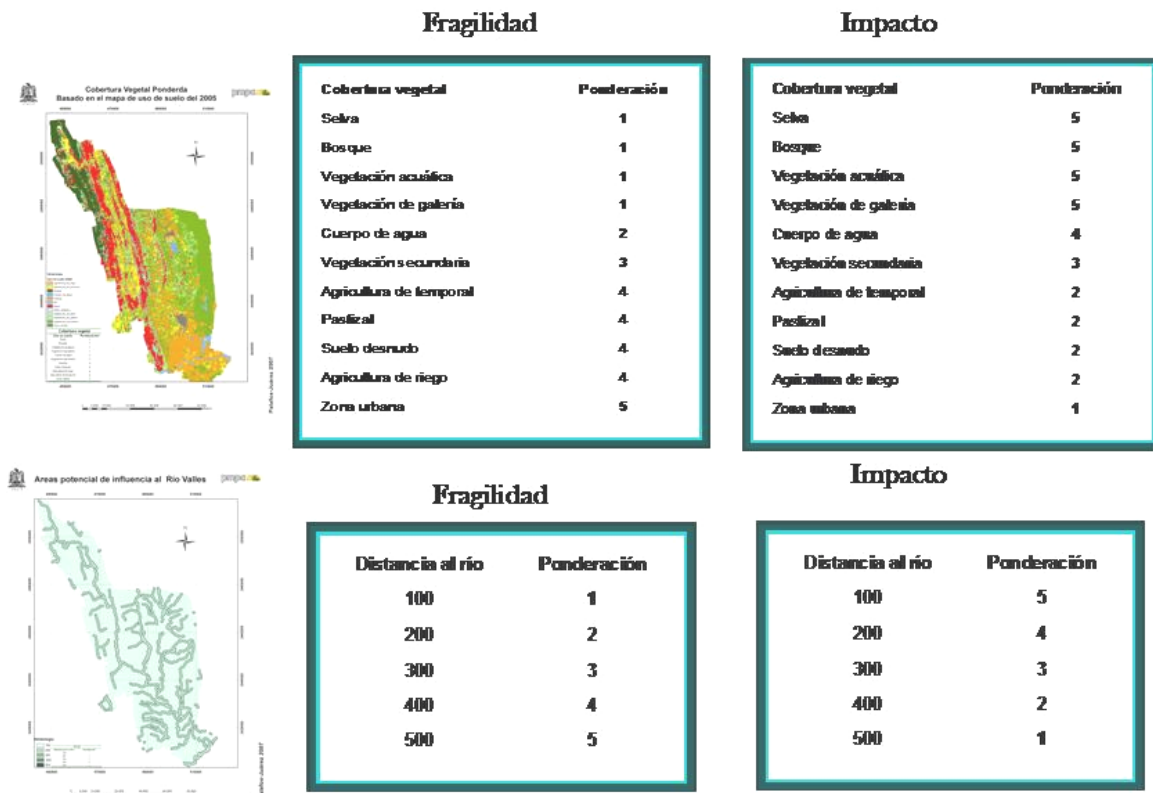 Fragilidad
Impacto
Cobertura Vegetal Ponderda
Basado en el mapa de uso de suelo del 2005
Cobertura vegetal Ponderación
Selva 1
Bosque 1
Vegetación acuática 1
Vegetación de galería 1
Cuerpo de agua 2
Vegetación secundaria 3
Agricultura de temporal 4
Pastizal 4
Suelo desnudo 4
Agricultura de riego 4
Zona urbana 5
Cobertura vegetal Ponderación
Selva 5
Bosque 5
Vegetación acuática 5
Vegetación de galería 5
Cuerpo de agua 4
Vegetación secundaria 3
Agricultura de temporal 2
Pastizal 2
Suelo desnudo 2
Agricultura de riego 2
Zona urbana 1
Areas potencial de influencia al Río Valles
Fragilidad
Impacto
Distancia al río Ponderación
100 1
200 2
300 3
400 4
500 5
Distancia al río Ponderación
100 5
200 4
300 3
400 2
500 1